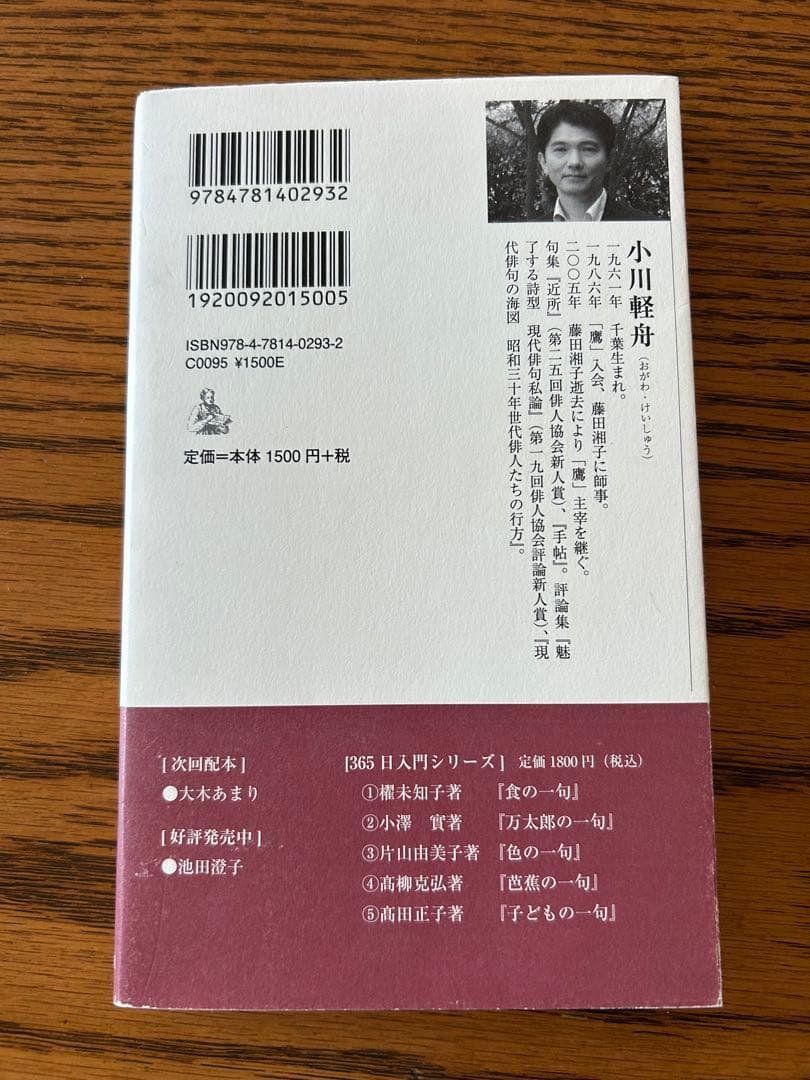 9784781402932
1920092015005
ISBN978-4-7814-0293-2
C0095 ¥1500E
定価=本体 1500 円+税
小川軽舟（おがわ・けいしゅう）
一九六一年　千葉生まれ。
一九八六年　「鷹」入会、藤田湘子に師事。
二〇〇五年　藤田湘子逝去により「鷹」主宰を継ぐ。
句集『近所』（第二五回俳人協会新人賞）、『手帖』。評論集『魅
了する詩型　現代俳句私論』（第一九回俳人協会評論新人賞）、『現
代俳句の海図　昭和三十年世代俳人たちの行方』。
[ 次回配本 ]
●大木あまり
[ 好評発売中 ]
●池田澄子
[365 日入門シリーズ ]　定価 1800 円（税込）
①櫂未知子著　『食の一句』
②小澤　實著　『万太郎の一句』
③片山由美子著　『色の一句』
④髙柳克弘著　『芭蕉の一句』
⑤髙田正子著　『子どもの一句』